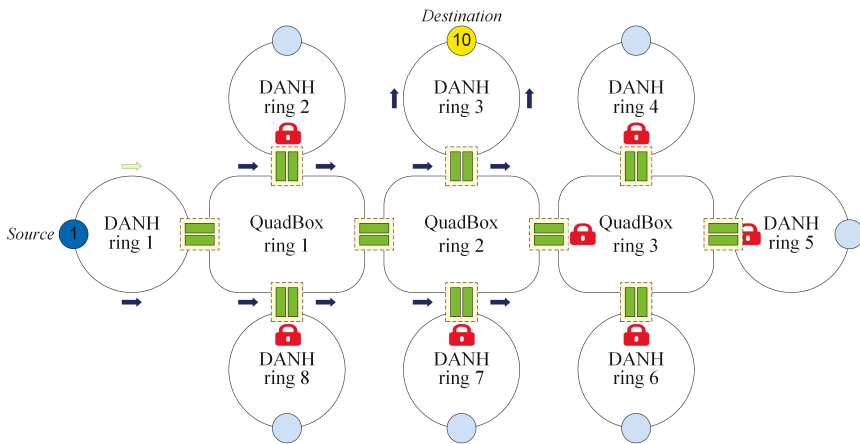 Destination
10
DANH
ring 2
DANH
ring 3
DANH
ring 4
Source
1
DANH
ring 1
QuadBox
ring 1
QuadBox
ring 2
QuadBox
ring 3
DANH
ring 5
DANH
ring 8
DANH
ring 7
DANH
ring 6